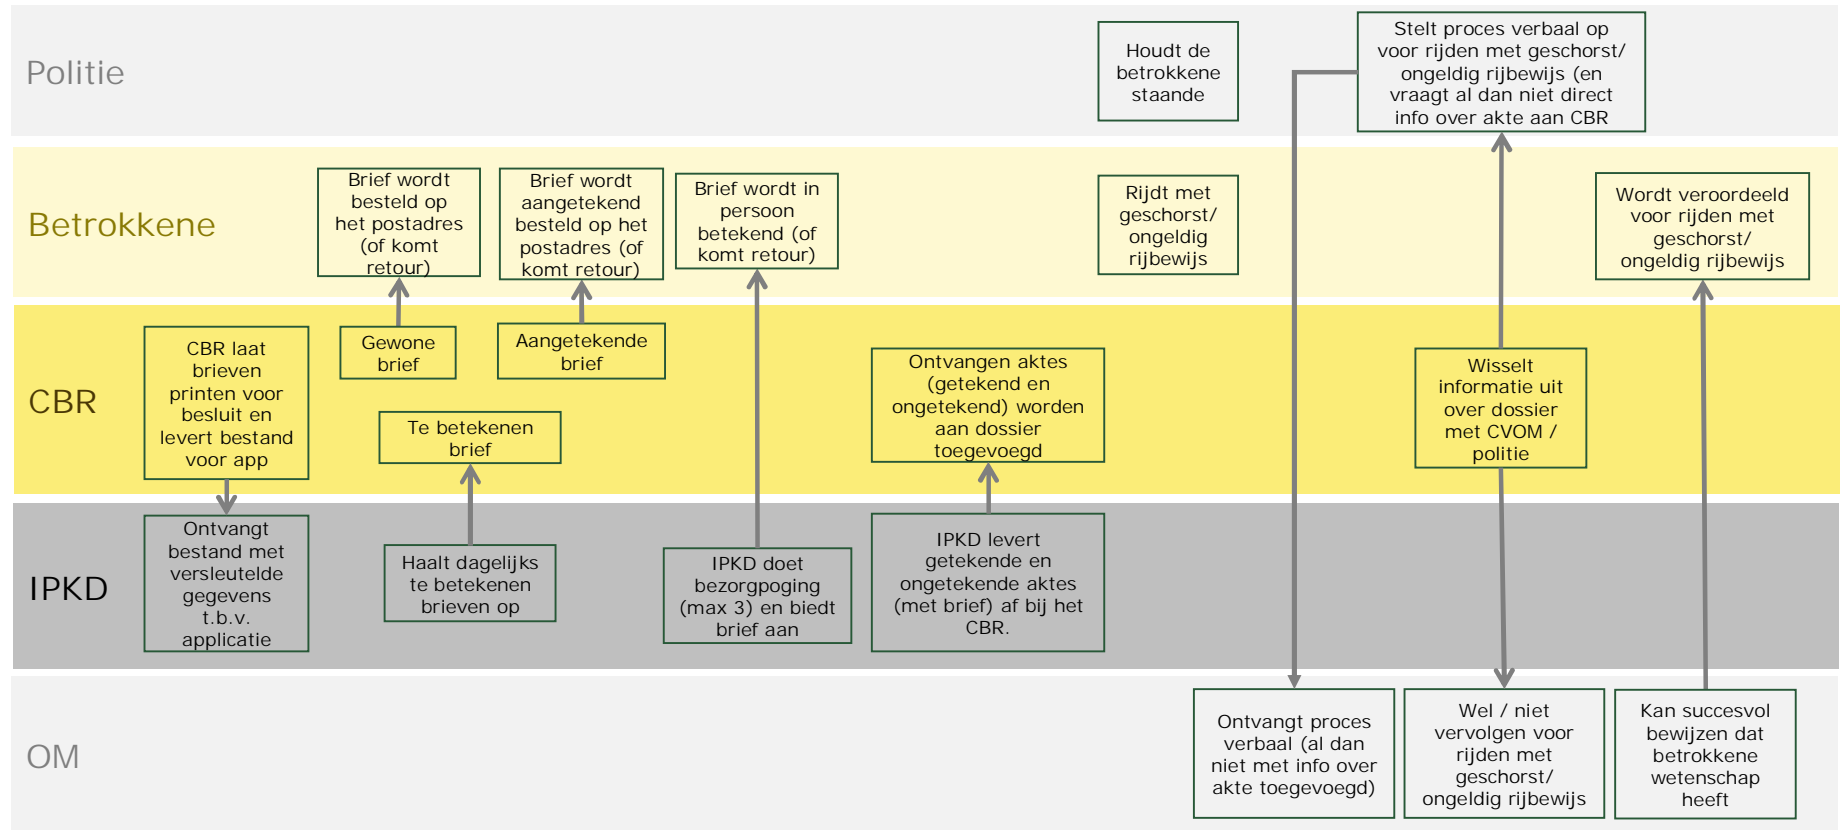 Politie
Houdt de
betrokkene
staande
Stelt proces verbaal op
voor rijden met geschorst/
ongeldig rijbewijs (en
vraagt al dan niet direct
info over akte aan CBR
Betrokkene
Brief wordt
besteld op
het postadres
(of komt
retour)
Brief wordt
aangetekend
besteld op het
postadres (of
komt retour)
Brief wordt in
persoon
betekend (of
komt retour)
Rijdt met
geschorst/
ongeldig
rijbewijs
Wordt veroordeeld
voor rijden met
geschorst/
ongeldig rijbewijs
CBR
CBR laat
brieven
printen voor
besluit en
levert bestand
voor app
Gewone
brief
Aangetekende
brief
Te betekenen
brief
Ontvangen aktes
(getekend en
ongetekend) worden
aan dossier
toegevoegd
Wisselt
informatie uit
over dossier
met CVOM /
politie
IPKD
Ontvangt
bestand met
versleutelde
gegevens
t.b.v.
applicatie
Haalt dagelijks
te betekenen
brieven op
IPKD doet
bezorgpoging
(max 3) en biedt
brief aan
IPKD levert
getekende en
ongetekende aktes
(met brief) af bij het
CBR.
OM
Ontvangt proces
verbaal (al dan
niet met info over
akte toegevoegd)
Wel / niet
vervolgen voor
rijden met
geschorst/
ongeldig rijbewijs
Kan succesvol
bewijzen dat
betrokkene
wetenschap
heeft